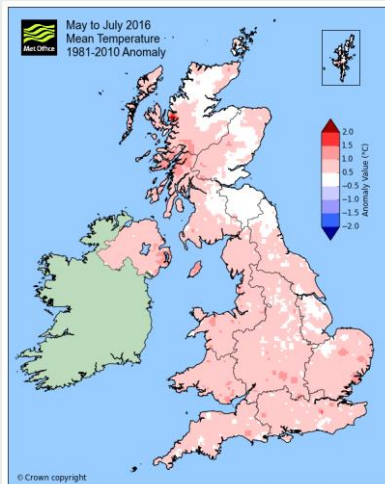 Met Office
May to July 2016
Mean Temperature
1981-2010 Anomaly
2.0
1.5
1.0
0.5
−0.5
−1.0
−1.5
−2.0
Anomaly Value (°C)
© Crown copyright